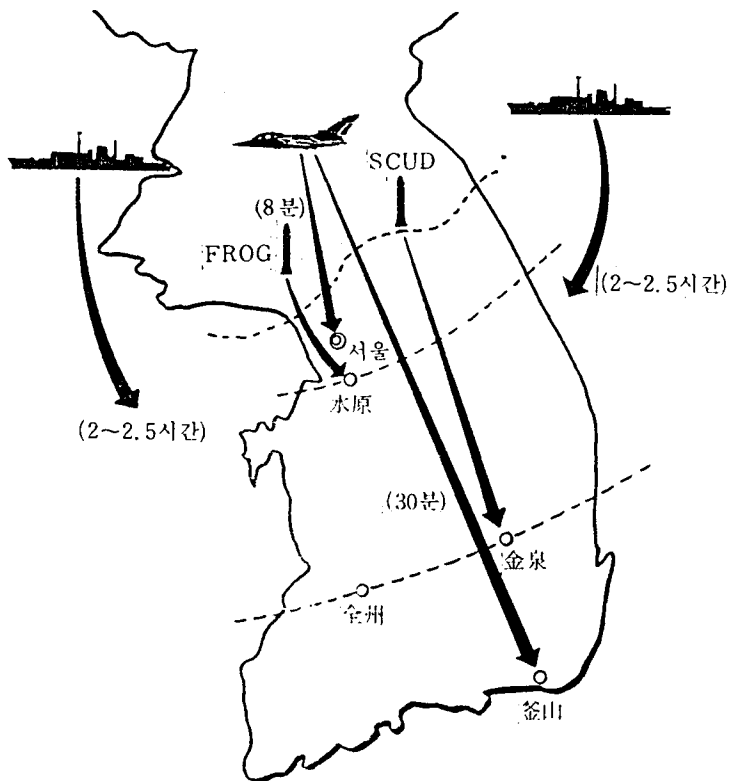 SCUD
(8분)
FROG
(2~2.5시간)
서울
水原
(2~2.5시간)
(30분)
金泉
全州
釜山